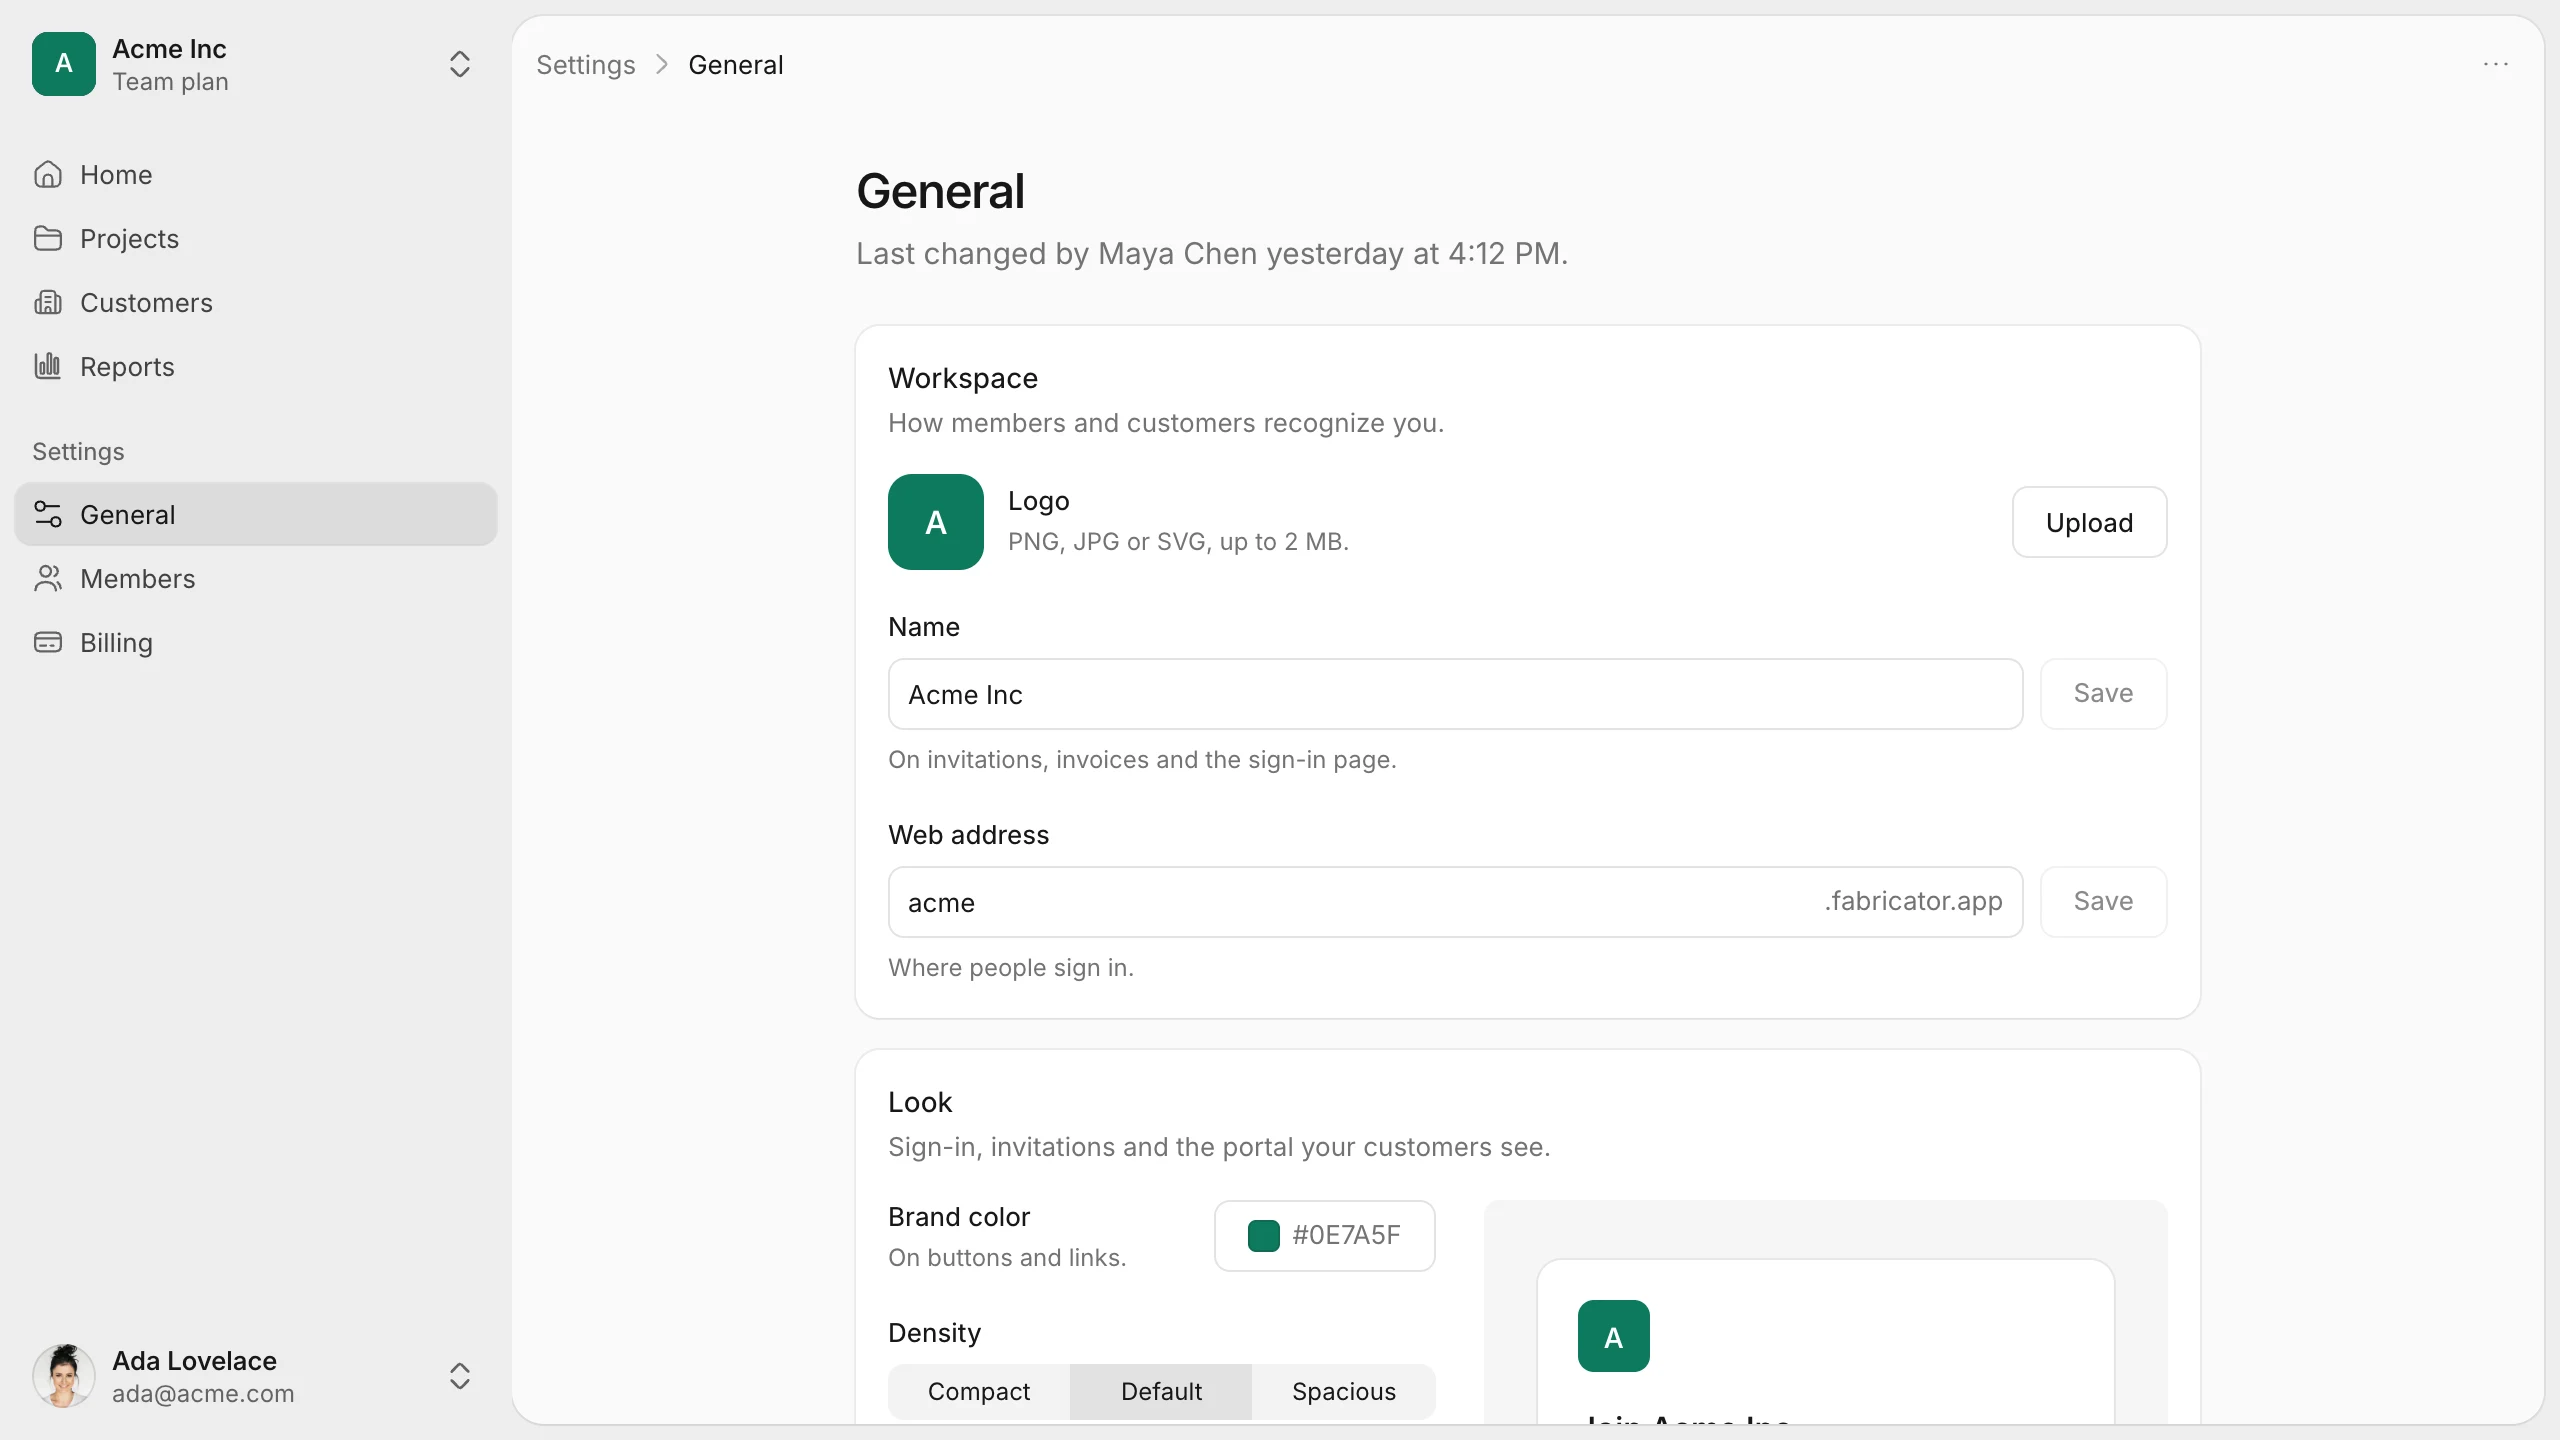 A
Acme Inc
Team plan
Home
Projects
Customers
Reports
Settings
General
Members
Billing
Ada Lovelace
ada@acme.com
Settings
General
General
Last changed by Maya Chen yesterday at 4:12 PM.
Workspace
How members and customers recognize you.
A
Logo
PNG, JPG or SVG, up to 2 MB.
Upload
Name
Acme Inc
Save
On invitations, invoices and the sign-in page.
Web address
acme
.fabricator.app
Save
Where people sign in.
Look
Sign-in, invitations and the portal your customers see.
Brand color
On buttons and links.
#0E7A5F
Density
Compact
Default
Spacious
A
Join Acme Inc